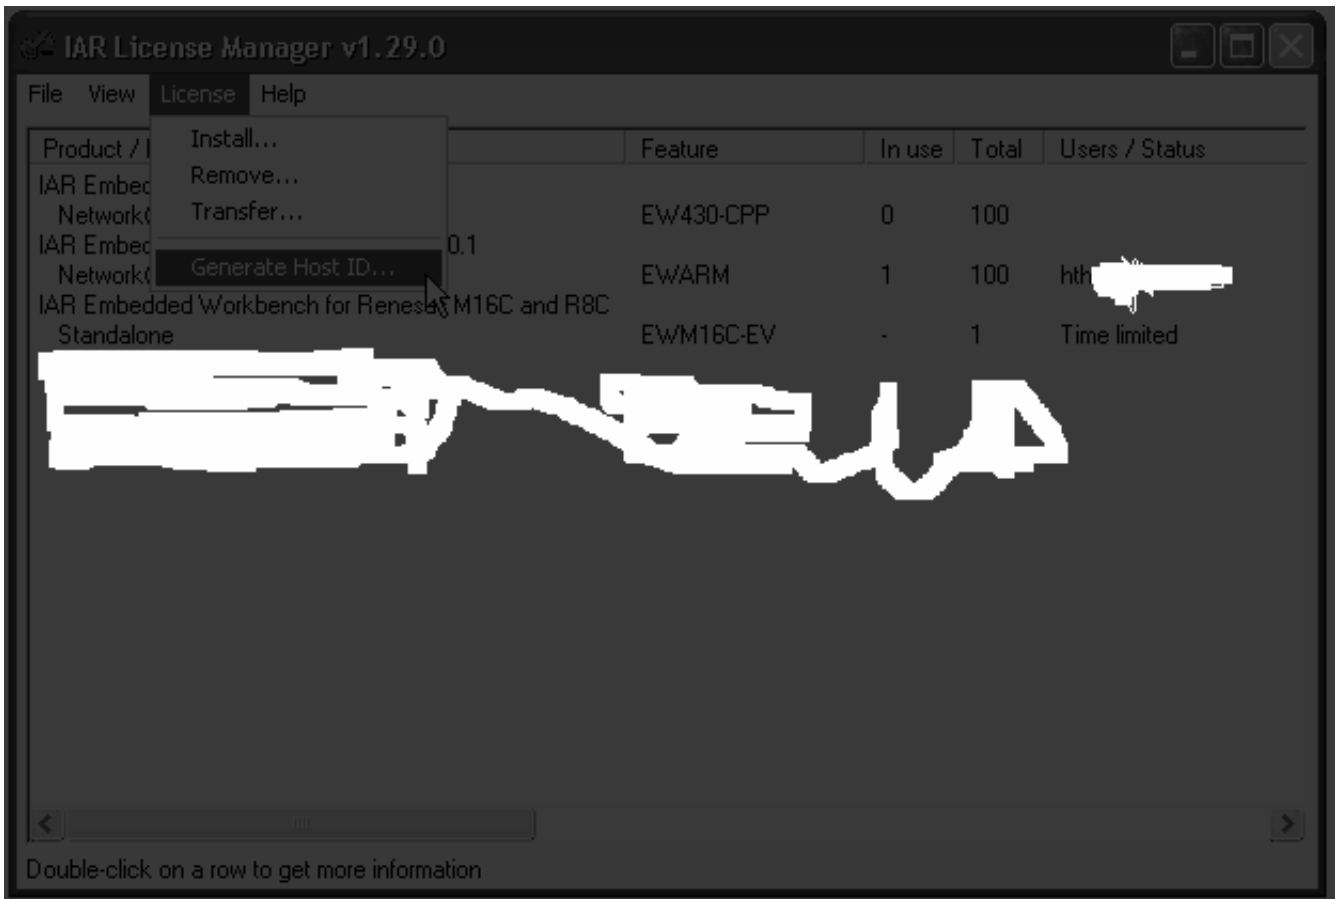 IAR License Manager v1.29.0
File View License Help
Install...
Remove...
Transfer...
Generate Host ID...
Product / Feature In use Total Users / Status
IAR
Network EW430-CPP 0 100
IAR 0.1
Network EWARM 1 100 hth
IAR Embedded Workbench for Renesas M16C and R8C
Standalone EWM16C-EV - 1 Time limited
Double-click on a row to get more information